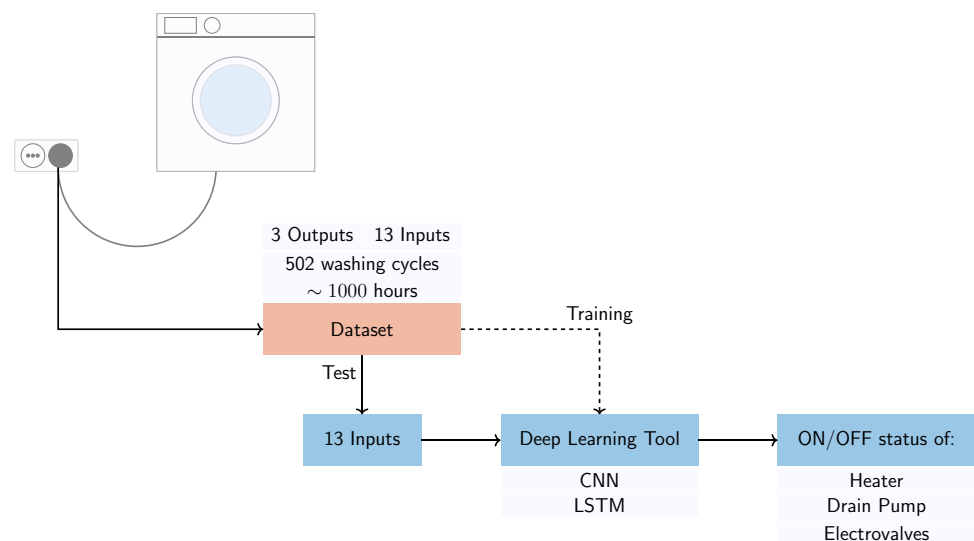 3 Outputs 13 Inputs
502 washing cycles
∼ 1000 hours
Dataset
Training
Test
13 Inputs
Deep Learning Tool
ON/OFF status of:
CNN
LSTM
Heater
Drain Pump
Electrovalves